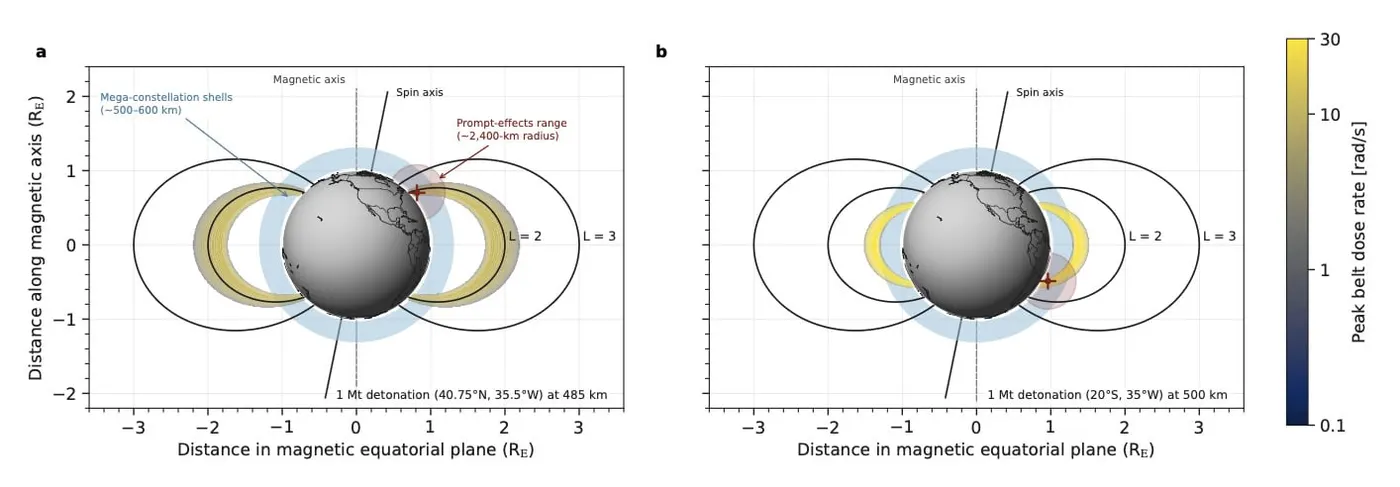 a
Distance along magnetic axis (RE)
2
1
0
−1
−2
Magnetic axis
Spin axis
Mega-constellation shells
(~500–600 km)
Prompt-effects range
(~2,400-km radius)
L = 2
L = 3
1 Mt detonation (40.75°N, 35.5°W) at 485 km
−3
−2
−1
0
1
2
3
Distance in magnetic equatorial plane (RE)
b
Magnetic axis
Spin axis
L = 2
L = 3
1 Mt detonation (20°S, 35°W) at 500 km
−3
−2
−1
0
1
2
3
Distance in magnetic equatorial plane (RE)
30
10
1
0.1
Peak belt dose rate [rad/s]